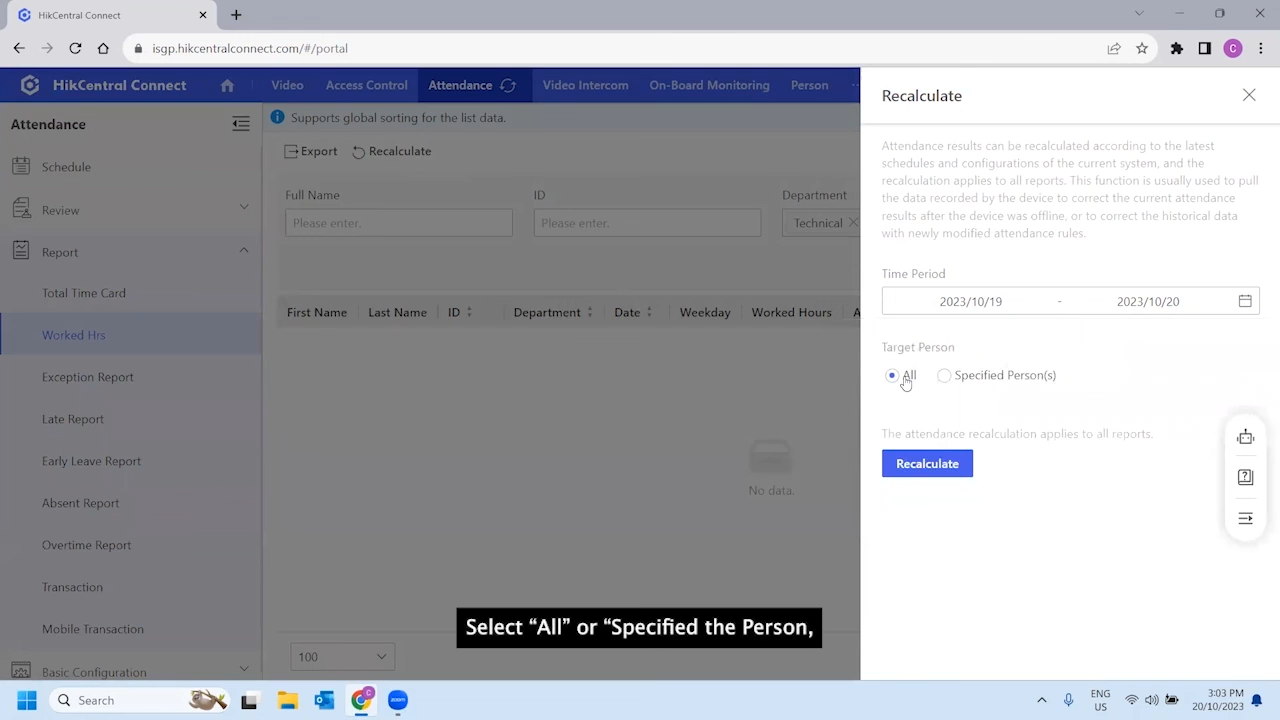 HikCentral Connect
isgp.hikcentralconnect.com/#/portal
C
HikCentral Connect
Video
Access Control
Attendance
Video Intercom
On-Board Monitoring
Person
Attendance
Schedule
Review
Report
Total Time Card
Worked Hrs
Exception Report
Late Report
Early Leave Report
Absent Report
Overtime Report
Transaction
Mobile Transaction
Basic Configuration
Supports global sorting for the list data.
Export
Recalculate
Full Name
ID
Department
Please enter.
Please enter.
Technical
First Name
Last Name
ID
Department
Date
Weekday
Worked Hours
A
No data.
100
Recalculate
Attendance results can be recalculated according to the latest
schedules and configurations of the current system, and the
recalculation applies to all reports. This function is usually used to pull
the data recorded by the device to correct the current attendance
results after the device was offline, or to correct the historical data
with newly modified attendance rules.
Time Period
2023/10/19 - 2023/10/20
Target Person
All
Specified Person(s)
The attendance recalculation applies to all reports.
Recalculate
Select “All” or “Specified the Person,
Search
C
zoom
ENG
US
3:03 PM
20/10/2023